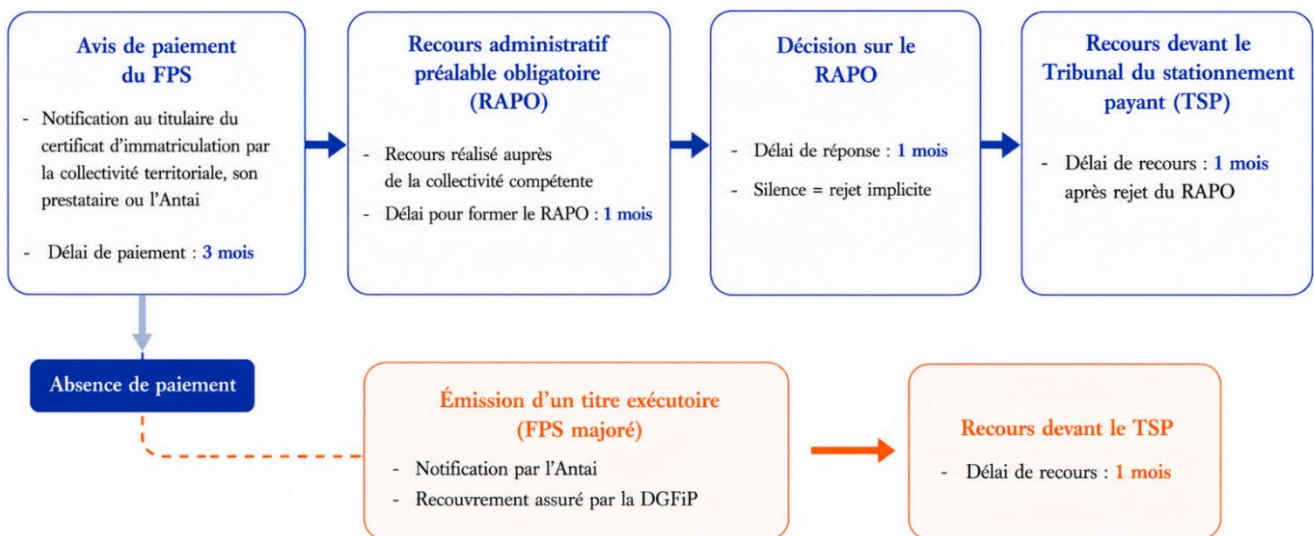 Avis de paiement
du FPS
- Notification au titulaire du
certificat d'immatriculation par
la collectivité territoriale, son
prestataire ou l'Antai
- Délai de paiement : 3 mois
Recours administratif
préalable obligatoire
(RAPO)
- Recours réalisé auprès
de la collectivité compétente
- Délai pour former le RAPO : 1 mois
Décision sur le
RAPO
- Délai de réponse : 1 mois
- Silence = rejet implicite
Recours devant le
Tribunal du stationnement
payant (TSP)
- Délai de recours : 1 mois
après rejet du RAPO
Absence de paiement
Émission d'un titre exécutoire
(FPS majoré)
- Notification par l'Antai
- Recouvrement assuré par la DGFiP
Recours devant le TSP
- Délai de recours : 1 mois